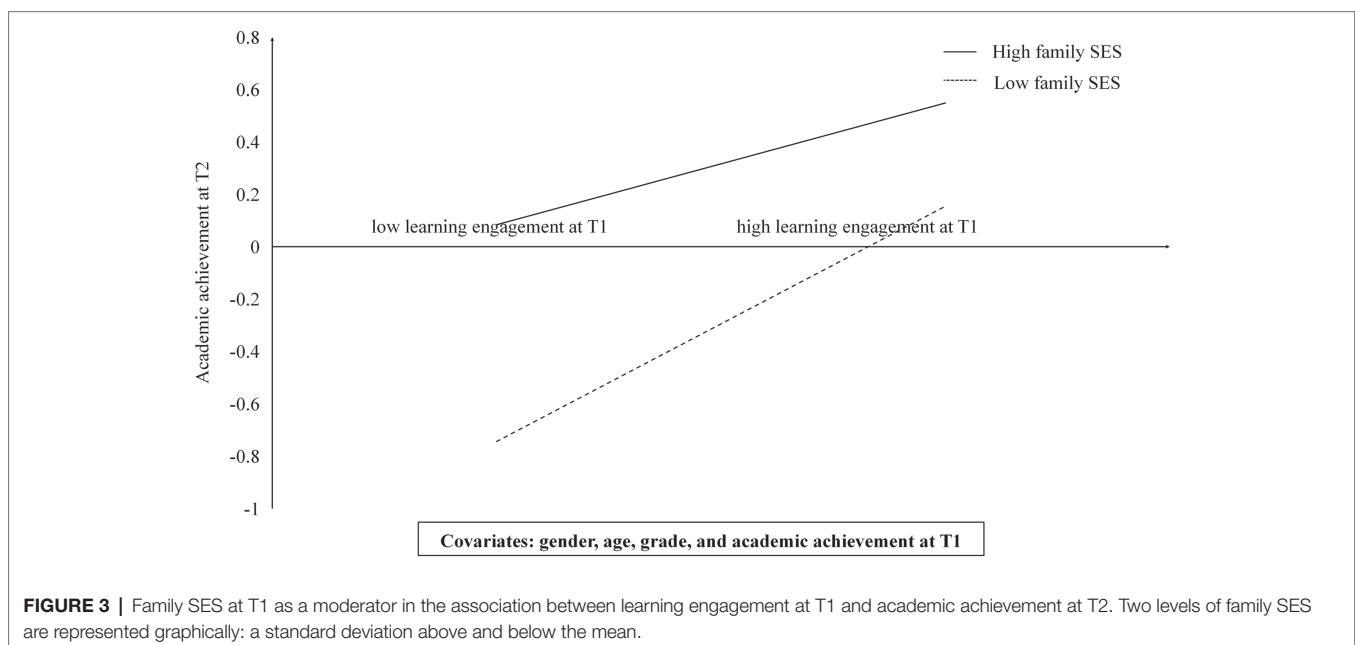 0.8
High family SES
Low family SES
0.6
0.4
0.2
Academic achievement at T2
low learning engagement at T1
high learning engagement at T1
0
-0.2
-0.4
-0.6
-0.8
-1
Covariates: gender, age, grade, and academic achievement at T1
FIGURE 3 | Family SES at T1 as a moderator in the association between learning engagement at T1 and academic achievement at T2. Two levels of family SES
are represented graphically: a standard deviation above and below the mean.